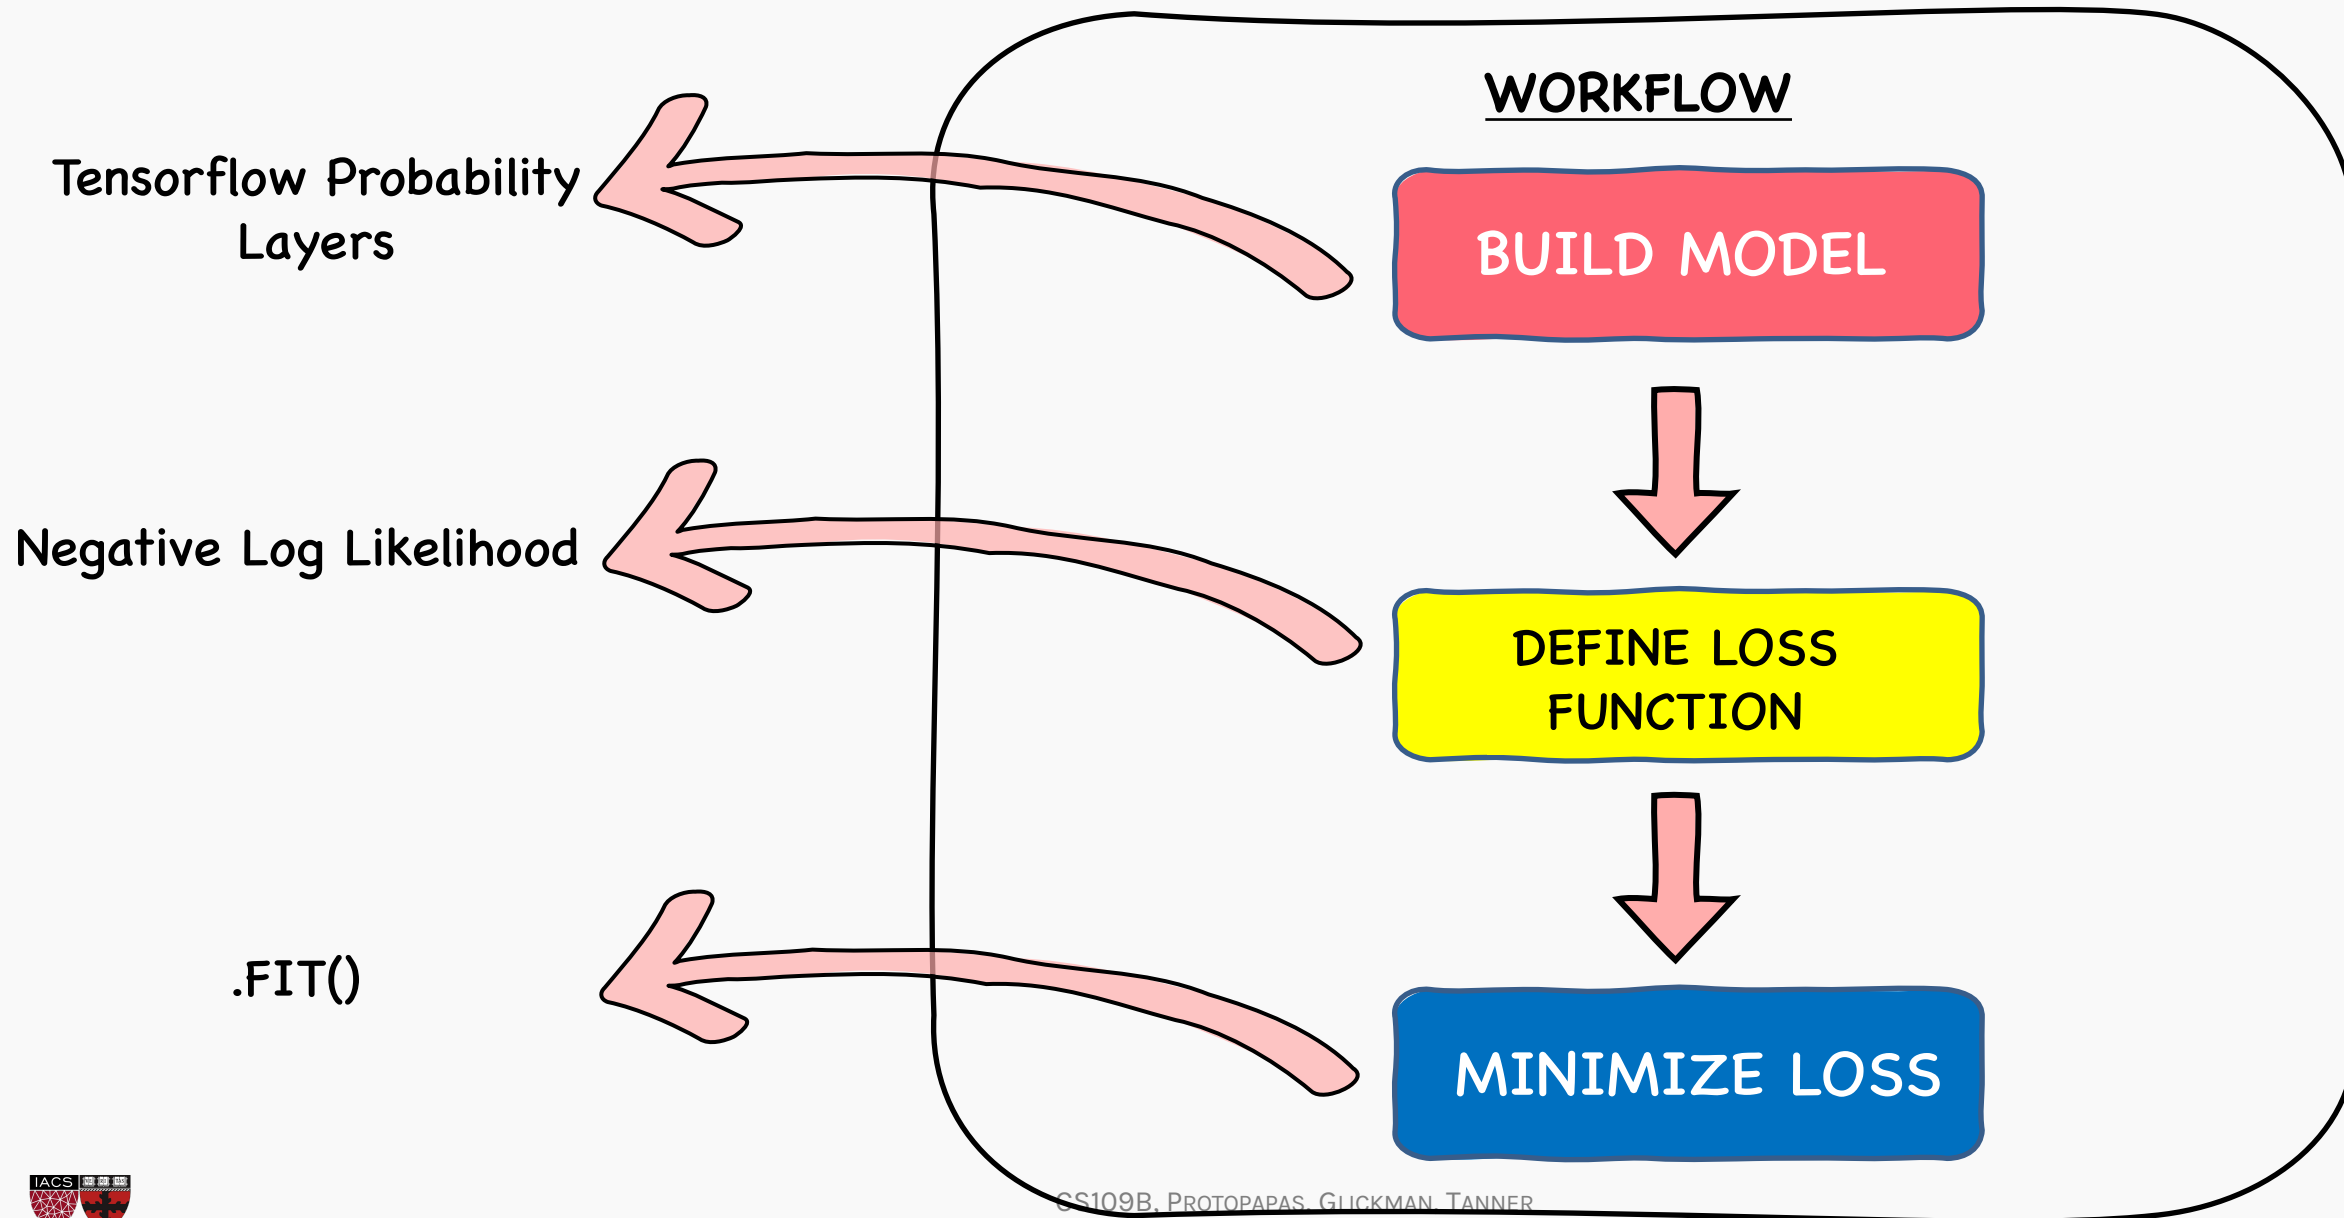 WORKFLOW
Tensorflow Probability
Layers
BUILD MODEL
Negative Log Likelihood
DEFINE LOSS
FUNCTION
.FIT()
MINIMIZE LOSS
IACS
CS109B, PROTOPAPAS, GLICKMAN, TANNER